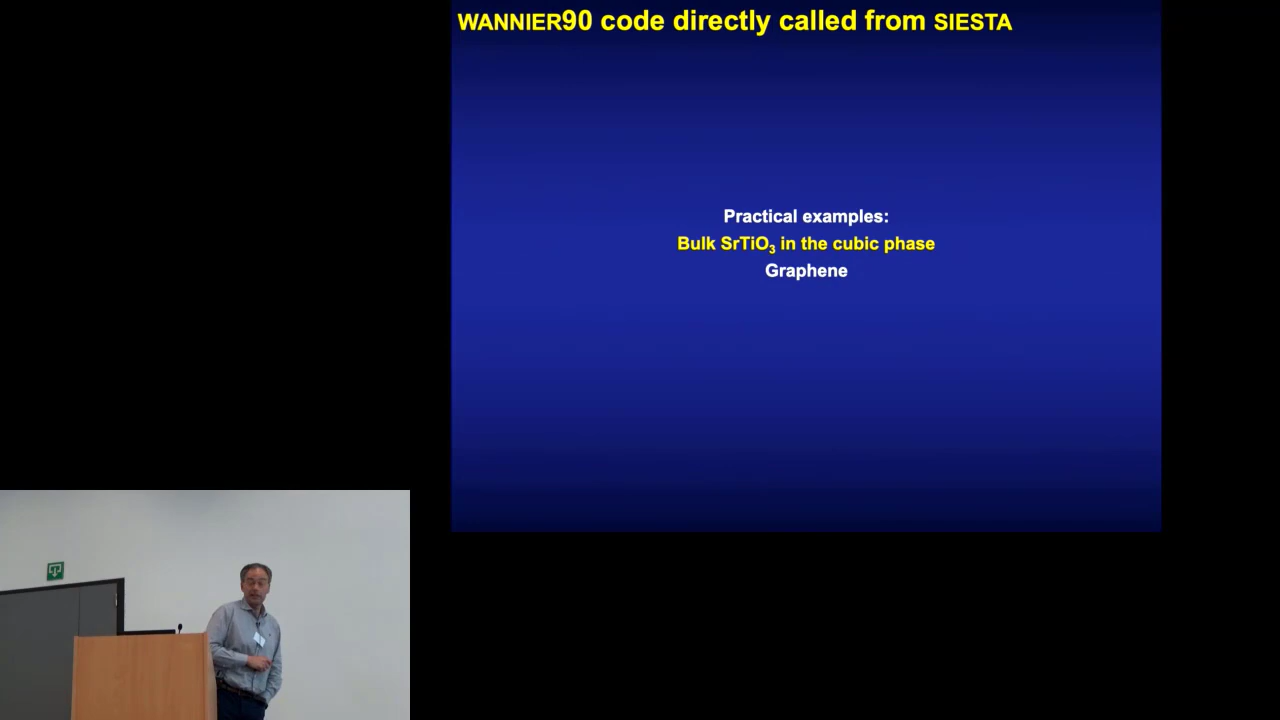 WANNIER90 code directly called from SIESTA
Practical examples:
Bulk SrTiO₃ in the cubic phase
Graphene